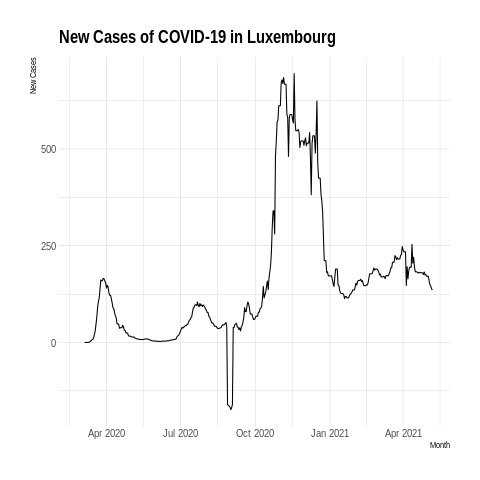 New Cases of COVID-19 in Luxembourg
New Cases
500
250
0
Apr 2020 Jul 2020 Oct 2020 Jan 2021 Apr 2021
Month